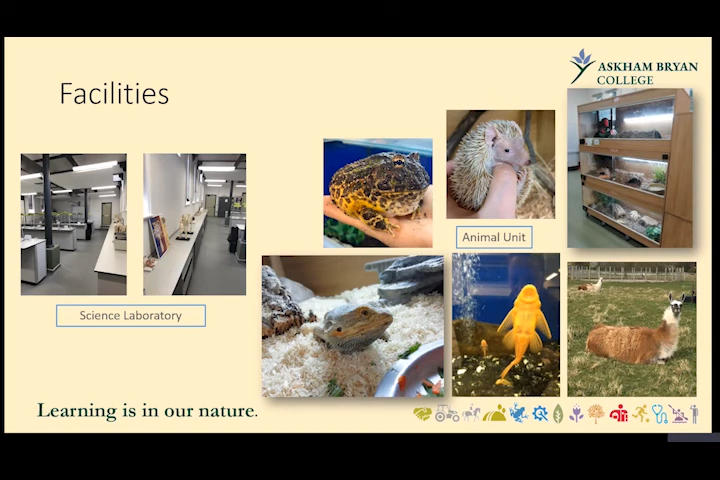 ASKHAM BRYAN
COLLEGE
Facilities
Animal Unit
Science Laboratory
Learning is in our nature.